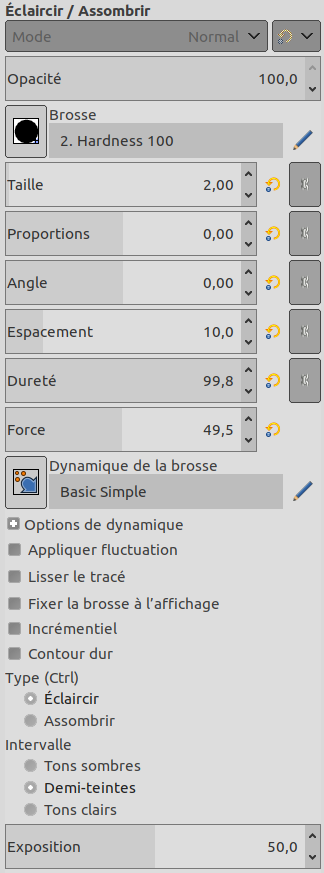 Éclaircir / Assombrir
Mode Normal
Opacité 100,0
Brosse
2. Hardness 100
Taille 2,00
Proportions 0,00
Angle 0,00
Espacement 10,0
Dureté 99,8
Force 49,5
Dynamique de la brosse
Basic Simple
Options de dynamique
Appliquer fluctuation
Lisser le tracé
Fixer la brosse à l’affichage
Incrémentiel
Contour dur
Type (Ctrl)
Éclaircir
Assombrir
Intervalle
Tons sombres
Demi-teintes
Tons clairs
Exposition 50,0